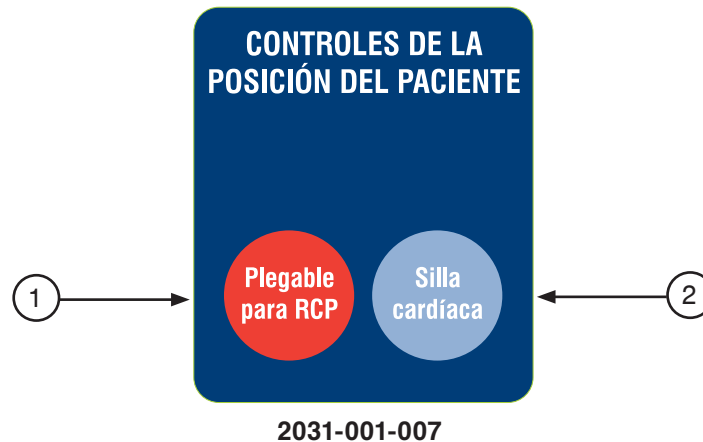 CONTROLES DE LA
POSICIÓN DEL PACIENTE
Plegable
para RCP
Silla
cardíaca
1
2
2031-001-007